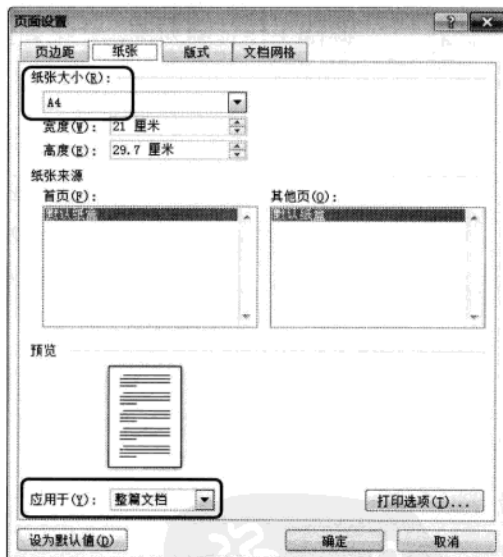 页面设置
页边距 纸张 版式 文档网格
纸张大小(R):
A4
宽度(W): 21 厘米
高度(E): 29.7 厘米
纸张来源
首页(F): 其他页(O):
默认纸盒 默认纸盒
预览
应用于(Y): 整篇文档
打印选项(T)...
设为默认值(D) 确定 取消